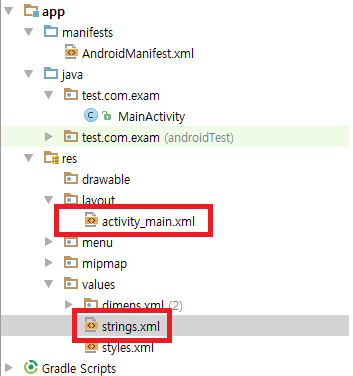 app
manifests
AndroidManifest.xml
java
test.com.exam
MainActivity
test.com.exam (androidTest)
res
drawable
layout
activity_main.xml
menu
mipmap
values
dimens.xml (2)
strings.xml
styles.xml
Gradle Scripts